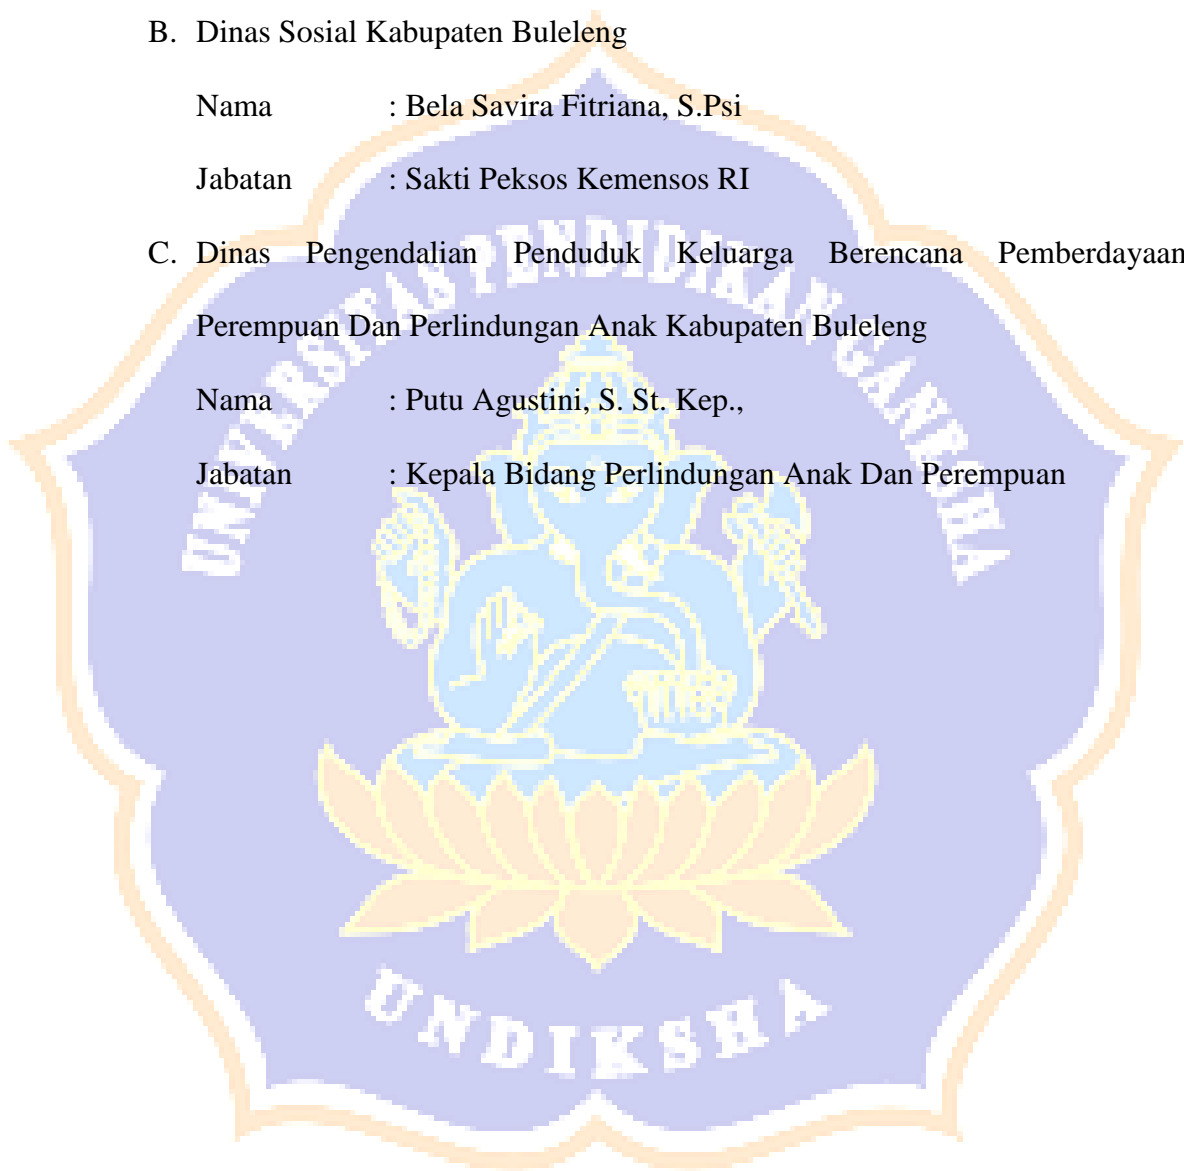 B. Dinas Sosial Kabupaten Buleleng
Nama : Bela Savira Fitriana, S.Psi
Jabatan : Sakti Peksos Kemensos RI
C. Dinas Pengendalian Penduduk Keluarga Berencana Pemberdayaan
Perempuan Dan Perlindungan Anak Kabupaten Buleleng
Nama : Putu Agustini, S. St. Kep.,
Jabatan : Kepala Bidang Perlindungan Anak Dan Perempuan
UNIVERSITAS PENDIDIKAN GANESHA
UNDIKSHA